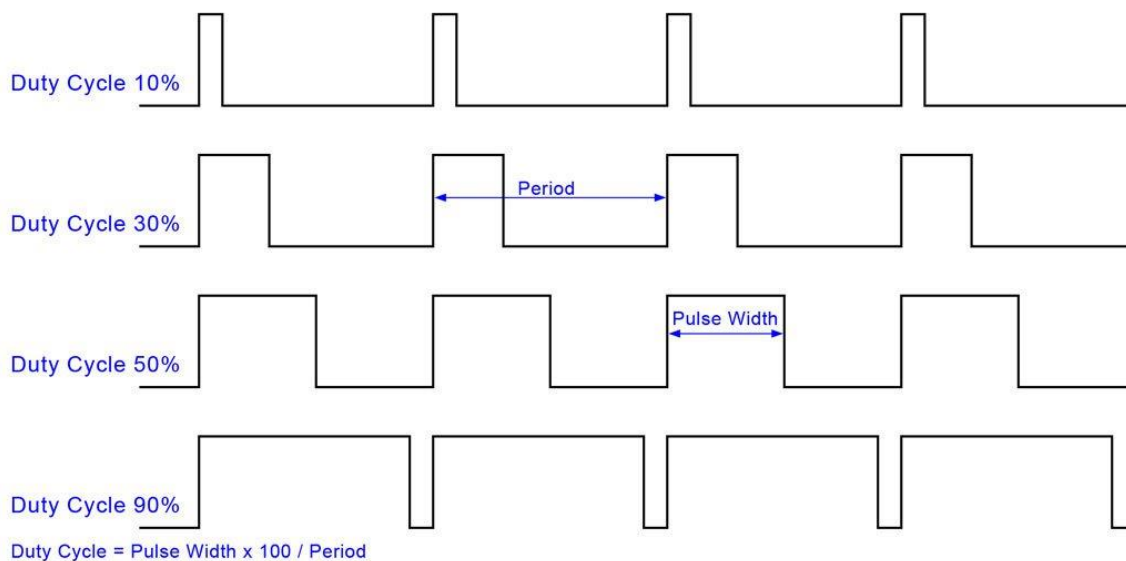 Duty Cycle 10%
Period
Duty Cycle 30%
Pulse Width
Duty Cycle 50%
Duty Cycle 90%
Duty Cycle = Pulse Width x 100 / Period